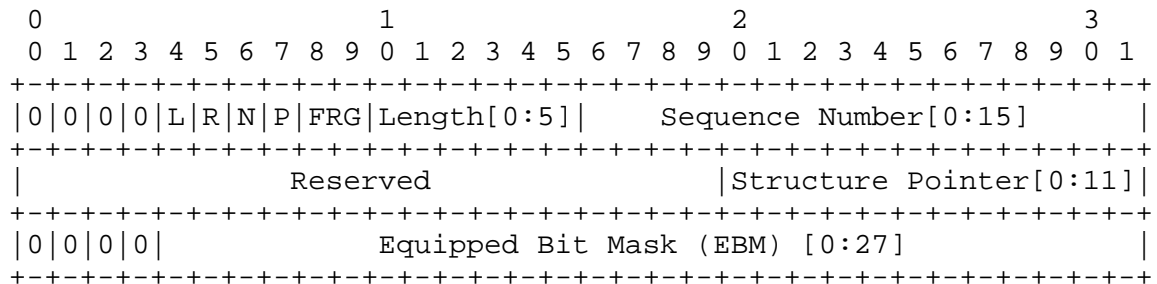 0                   1                   2                   3
 0 1 2 3 4 5 6 7 8 9 0 1 2 3 4 5 6 7 8 9 0 1 2 3 4 5 6 7 8 9 0 1
+-+-+-+-+-+-+-+-+-+-+-+-+-+-+-+-+-+-+-+-+-+-+-+-+-+-+-+-+-+-+-+-+
|0|0|0|0|L|R|N|P|FRG|Length[0:5]|    Sequence Number[0:15]      |
+-+-+-+-+-+-+-+-+-+-+-+-+-+-+-+-+-+-+-+-+-+-+-+-+-+-+-+-+-+-+-+-+
|               Reserved                |Structure Pointer[0:11]|
+-+-+-+-+-+-+-+-+-+-+-+-+-+-+-+-+-+-+-+-+-+-+-+-+-+-+-+-+-+-+-+-+
|0|0|0|0|            Equipped Bit Mask (EBM) [0:27]             |
+-+-+-+-+-+-+-+-+-+-+-+-+-+-+-+-+-+-+-+-+-+-+-+-+-+-+-+-+-+-+-+-+